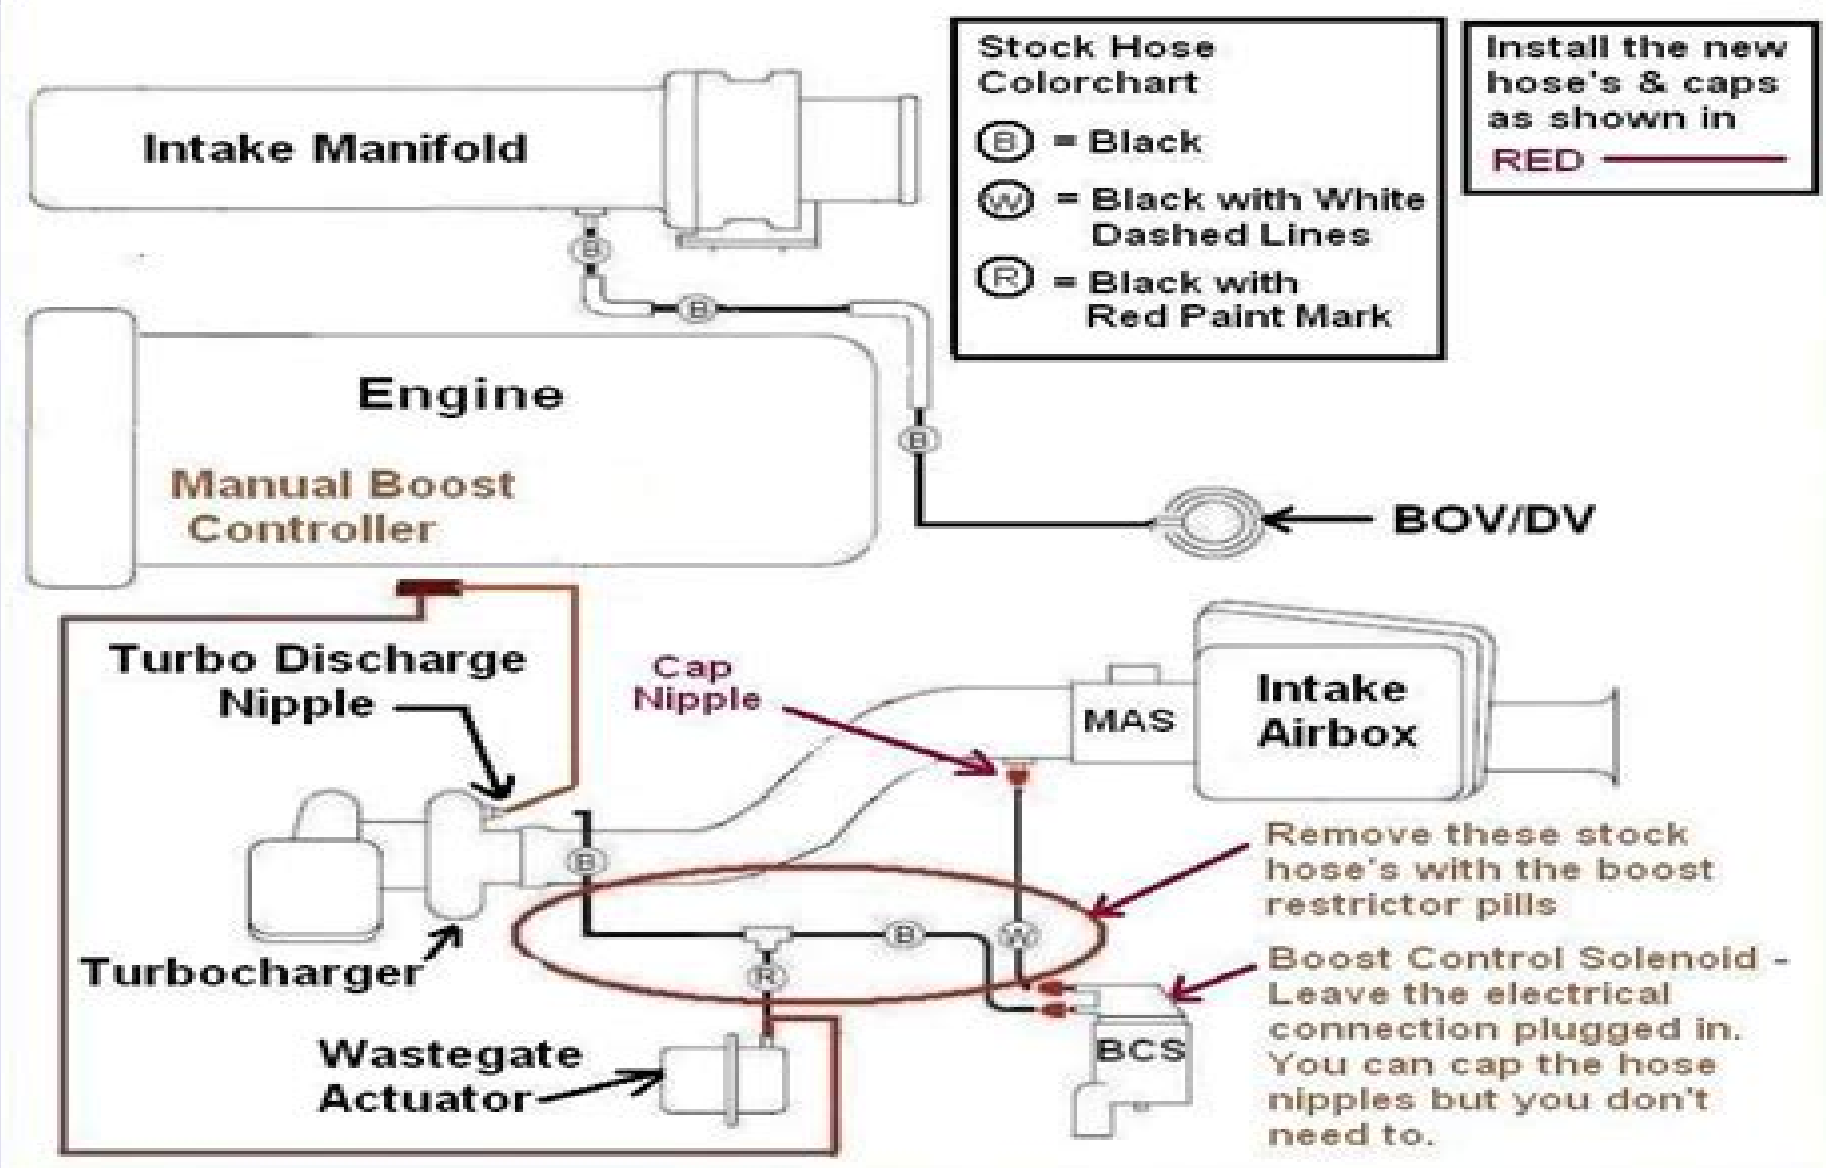 Intake Manifold
Stock Hose
Colorchart
B = Black
W = Black with White
Dashed Lines
R = Black with
Red Paint Mark
Install the new
hose's & caps
as shown in
RED
B
B
B
Engine
Manual Boost
Controller
BOV/DV
Turbo Discharge
Nipple
Cap
Nipple
MAS
Intake
Airbox
B
Turbocharger
B
W
R
Remove these stock
hose's with the boost
restrictor pills
Boost Control Solenoid -
Leave the electrical
connection plugged in.
You can cap the hose
nipples but you don't
need to.
BCS
Wastegate
Actuator